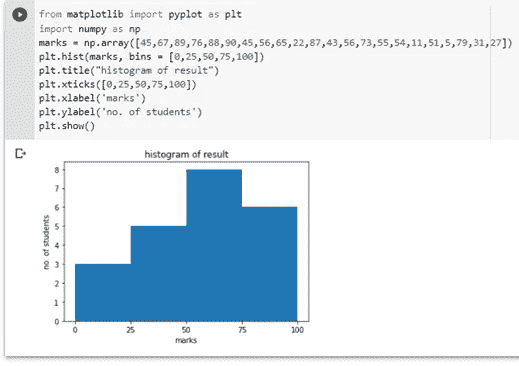 from matplotlib import pyplot as plt
import numpy as np
marks = np.array([45,67,89,76,88,90,45,56,65,22,87,43,56,73,55,54,11,51,5,79,31,27])
plt.hist(marks, bins = [0,25,50,75,100])
plt.title("histogram of result")
plt.xticks([0,25,50,75,100])
plt.xlabel('marks')
plt.ylabel('no. of students')
plt.show()
histogram of result
8
7
6
5
4
3
2
1
0
no. of students
0 25 50 75 100
marks